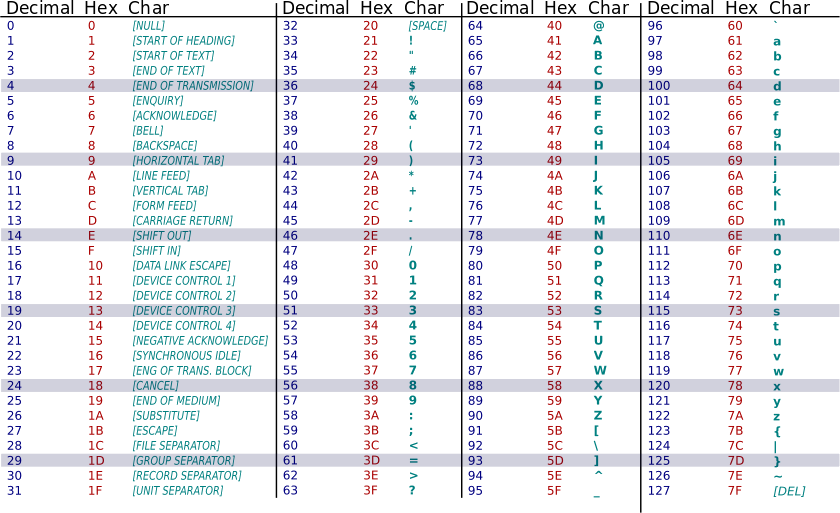 Decimal Hex Char Decimal Hex Char Decimal Hex Char Decimal Hex Char
0 0 [NULL] 32 20 [SPACE] 64 40 @ 96 60 `
1 1 [START OF HEADING] 33 21 ! 65 41 A 97 61 a
2 2 [START OF TEXT] 34 22 " 66 42 B 98 62 b
3 3 [END OF TEXT] 35 23 # 67 43 C 99 63 c
4 4 [END OF TRANSMISSION] 36 24 $ 68 44 D 100 64 d
5 5 [ENQUIRY] 37 25 % 69 45 E 101 65 e
6 6 [ACKNOWLEDGE] 38 26 & 70 46 F 102 66 f
7 7 [BELL] 39 27 ' 71 47 G 103 67 g
8 8 [BACKSPACE] 40 28 ( 72 48 H 104 68 h
9 9 [HORIZONTAL TAB] 41 29 ) 73 49 I 105 69 i
10 A [LINE FEED] 42 2A * 74 4A J 106 6A j
11 B [VERTICAL TAB] 43 2B + 75 4B K 107 6B k
12 C [FORM FEED] 44 2C , 76 4C L 108 6C l
13 D [CARRIAGE RETURN] 45 2D - 77 4D M 109 6D m
14 E [SHIFT OUT] 46 2E . 78 4E N 110 6E n
15 F [SHIFT IN] 47 2F / 79 4F O 111 6F o
16 10 [DATA LINK ESCAPE] 48 30 0 80 50 P 112 70 p
17 11 [DEVICE CONTROL 1] 49 31 1 81 51 Q 113 71 q
18 12 [DEVICE CONTROL 2] 50 32 2 82 52 R 114 72 r
19 13 [DEVICE CONTROL 3] 51 33 3 83 53 S 115 73 s
20 14 [DEVICE CONTROL 4] 52 34 4 84 54 T 116 74 t
21 15 [NEGATIVE ACKNOWLEDGE] 53 35 5 85 55 U 117 75 u
22 16 [SYNCHRONOUS IDLE] 54 36 6 86 56 V 118 76 v
23 17 [ENG OF TRANS. BLOCK] 55 37 7 87 57 W 119 77 w
24 18 [CANCEL] 56 38 8 88 58 X 120 78 x
25 19 [END OF MEDIUM] 57 39 9 89 59 Y 121 79 y
26 1A [SUBSTITUTE] 58 3A : 90 5A Z 122 7A z
27 1B [ESCAPE] 59 3B ; 91 5B [ 123 7B {
28 1C [FILE SEPARATOR] 60 3C < 92 5C \ 124 7C |
29 1D [GROUP SEPARATOR] 61 3D = 93 5D ] 125 7D }
30 1E [RECORD SEPARATOR] 62 3E > 94 5E ^ 126 7E ~
31 1F [UNIT SEPARATOR] 63 3F ? 95 5F _ 127 7F [DEL]